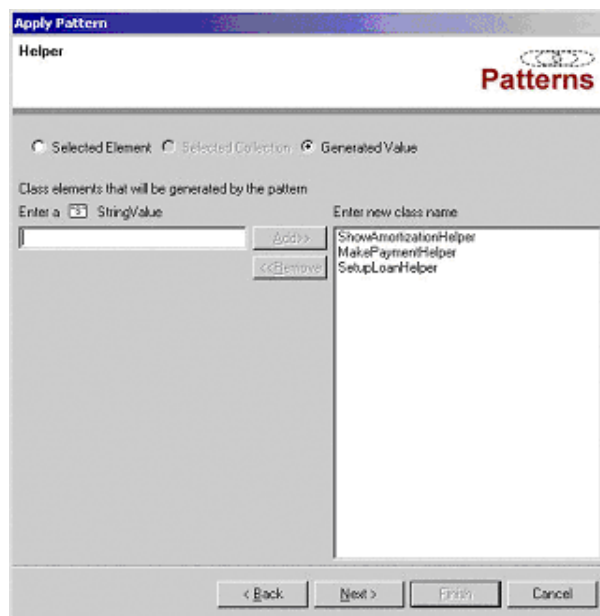 Apply Pattern
Helper
Patterns
Selected Element Selected Collection Generated Value
Class elements that will be generated by the pattern
Enter a StringValue
Enter new class name
Add>>
<<Remove
ShowAmortizationHelper
MakePaymentHelper
SetupLoanHelper
< Back Next > Finish Cancel